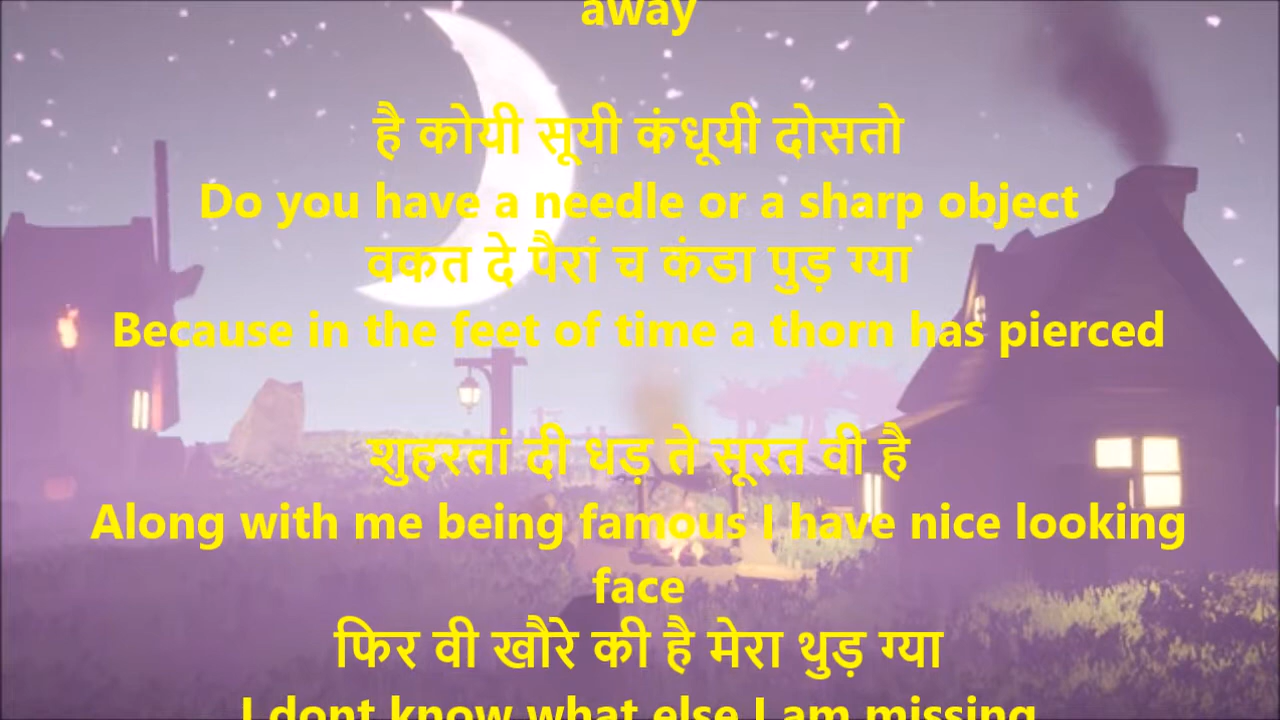 away
है कोयी सूयी कंधूयी दोसतो
Do you have a needle or a sharp object
वकत दे पैरां च कंडा पुड़ ग्या
Because in the feet of time a thorn has pierced
शुहरतां दी धड़ ते सूरत वी है
Along with me being famous I have nice looking
face
फिर वी खौरे की है मेरा थुड़ ग्या
I dont know what else I am missing